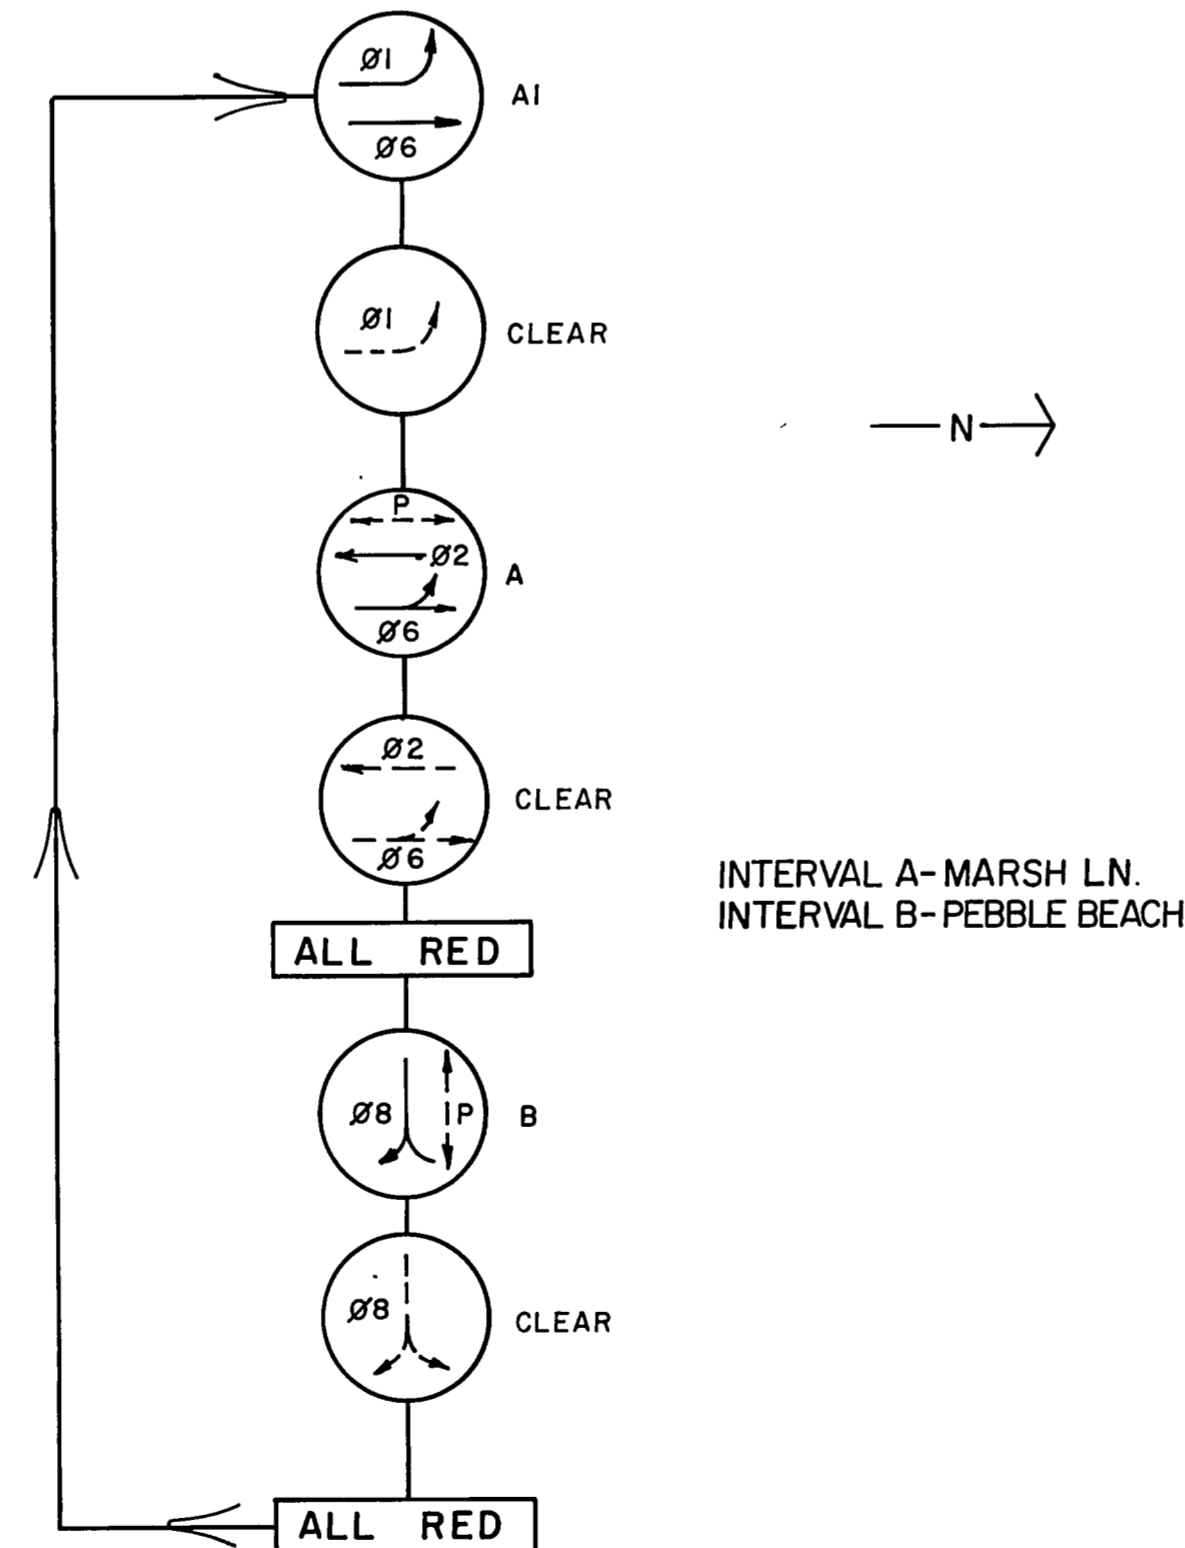 Ø1
A1
Ø6
Ø1
CLEAR
N
P
Ø2
A
Ø6
Ø2
CLEAR
Ø6
INTERVAL A-MARSH LN.
INTERVAL B-PEBBLE BEACH
ALL RED
Ø8
P
B
Ø8
CLEAR
ALL RED